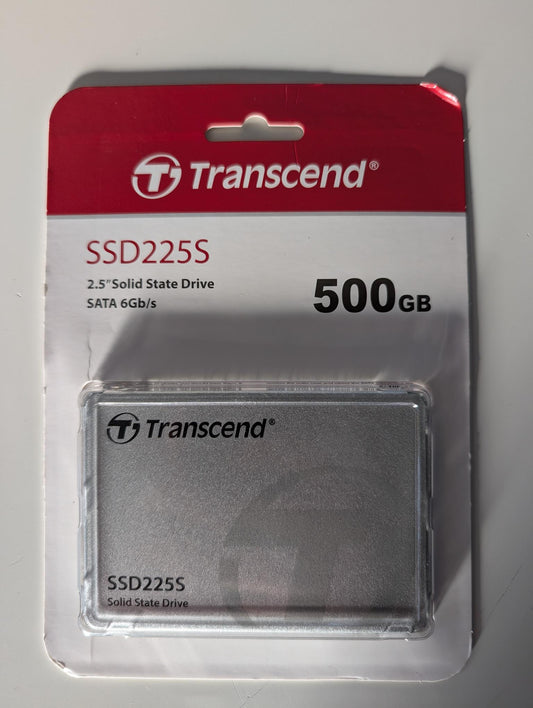 Transcend®
SSD225S
2.5"Solid State Drive
SATA 6Gb/s
500GB
Transcend®
SSD225S
Solid State Drive